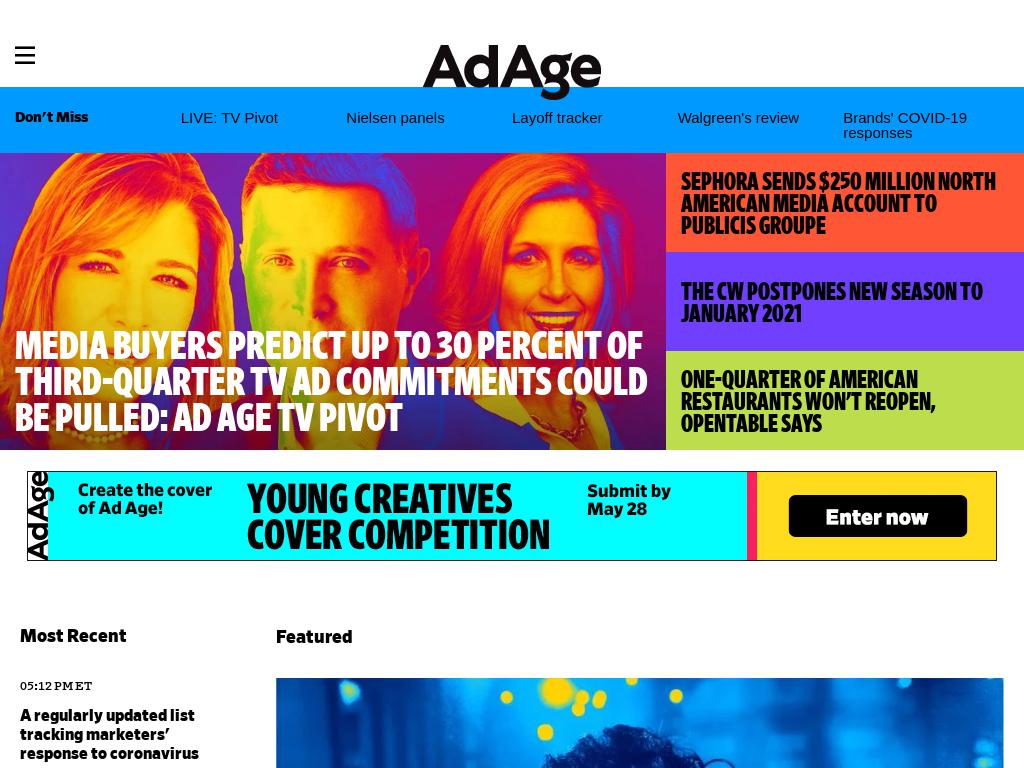 AdAge
Don't Miss
LIVE: TV Pivot
Nielsen panels
Layoff tracker
Walgreen's review
Brands' COVID-19
responses
MEDIA BUYERS PREDICT UP TO 30 PERCENT OF
THIRD-QUARTER TV AD COMMITMENTS COULD
BE PULLED: AD AGE TV PIVOT
SEPHORA SENDS $250 MILLION NORTH
AMERICAN MEDIA ACCOUNT TO
PUBLICIS GROUPE
THE CW POSTPONES NEW SEASON TO
JANUARY 2021
ONE-QUARTER OF AMERICAN
RESTAURANTS WON'T REOPEN,
OPENTABLE SAYS
AdAge
Create the cover
of Ad Age!
YOUNG CREATIVES
COVER COMPETITION
Submit by
May 28
Enter now
Most Recent
05:12 PM ET
A regularly updated list
tracking marketers'
response to coronavirus
Featured